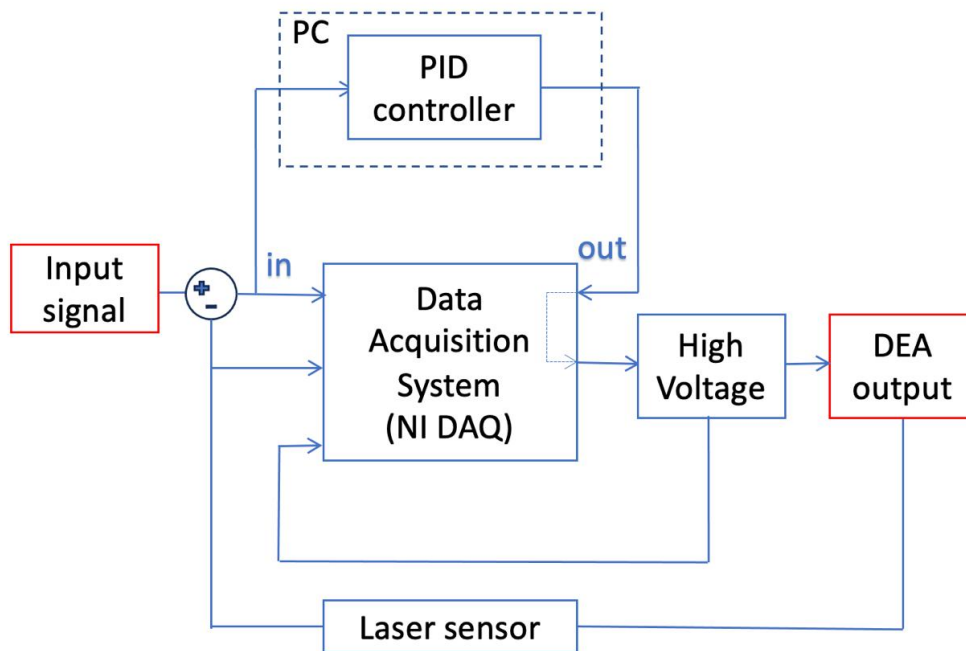 PC
PID
controller
in
out
Input
signal
+
-
Data
Acquisition
System
(NI DAQ)
High
Voltage
DEA
output
Laser sensor